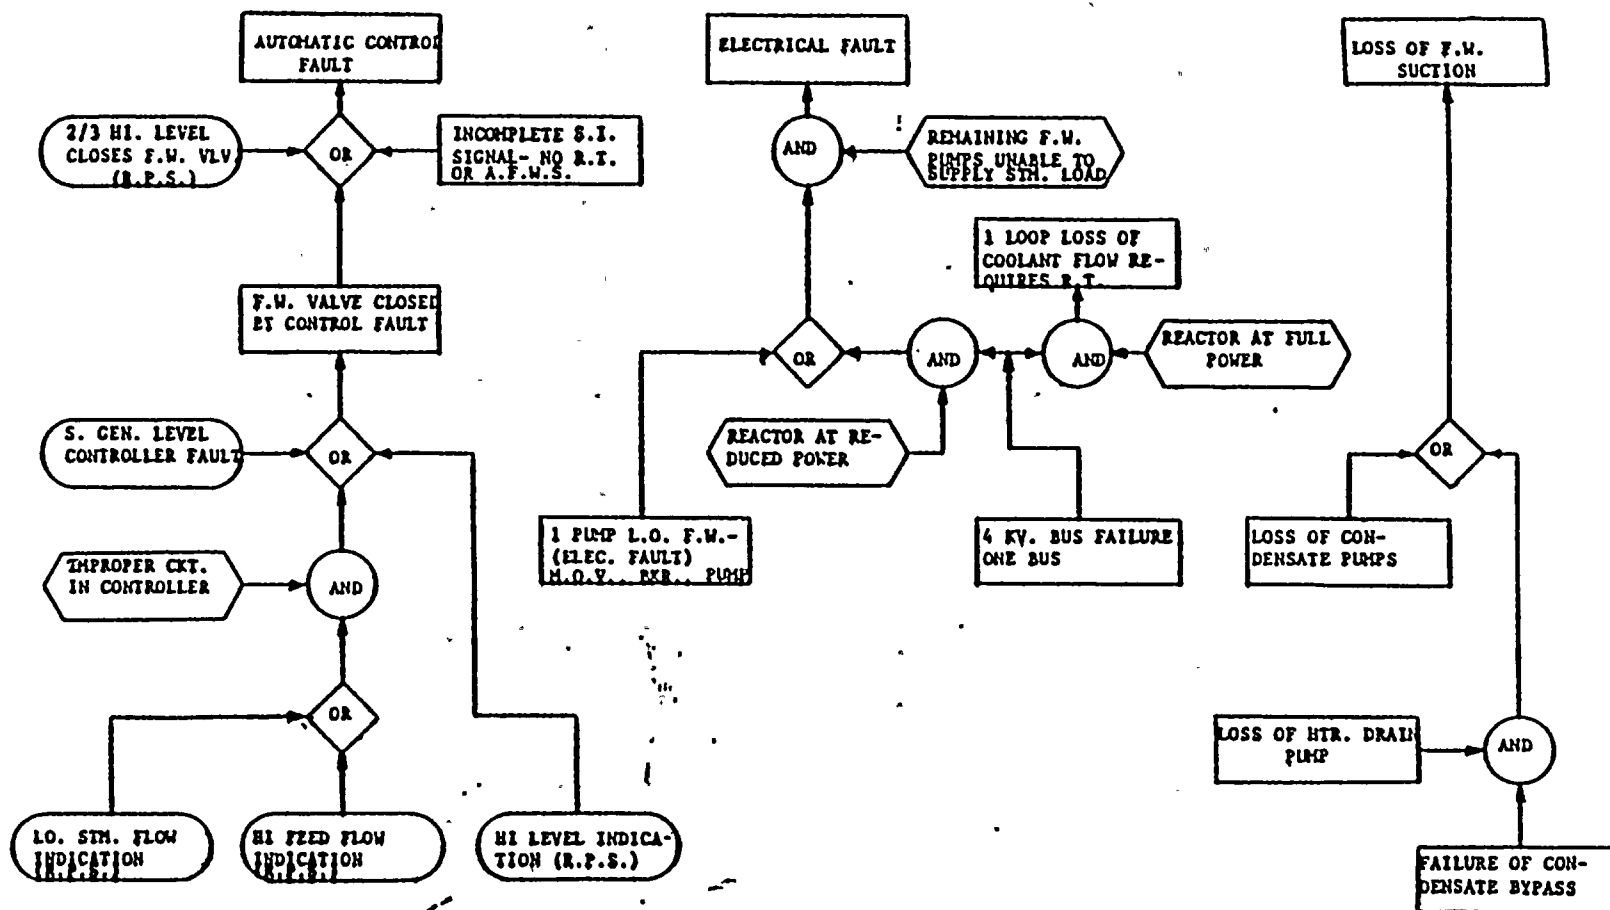 AUTOMATIC CONTROL
FAULT
2/3 HI. LEVEL
CLOSES F.W. VLV
(R.P.S.)
OR
INCOMPLETE S.I.
SIGNAL- NO R.T.
OR A.F.W.S.
F.W. VALVE CLOSED
BY CONTROL FAULT
S. GEN. LEVEL
CONTROLLER FAULT
OR
IMPROPER CKT.
IN CONTROLLER
AND
OR
LO. STM. FLOW
INDICATION
(R.P.S.)
HI FEED FLOW
INDICATION
(R.P.S.)
HI LEVEL INDICA-
TION (R.P.S.)
ELECTRICAL FAULT
AND
REMAINING F.W.
PUMPS UNABLE TO
SUPPLY STM. LOAD
1 LOOP LOSS OF
COOLANT FLOW RE-
QUIRES R.T.
OR
AND
AND
REACTOR AT FULL
POWER
REACTOR AT RE-
DUCED POWER
1 PUMP L.O. F.W.-
(ELEC. FAULT)
M.O.V., BKR., PUMP
4 KV. BUS FAILURE
ONE BUS
LOSS OF F.W.
SUCTION
OR
LOSS OF CON-
DENSATE PUMPS
LOSS OF HTR. DRAIN
PUMP
AND
FAILURE OF CON-
DENSATE BYPASS